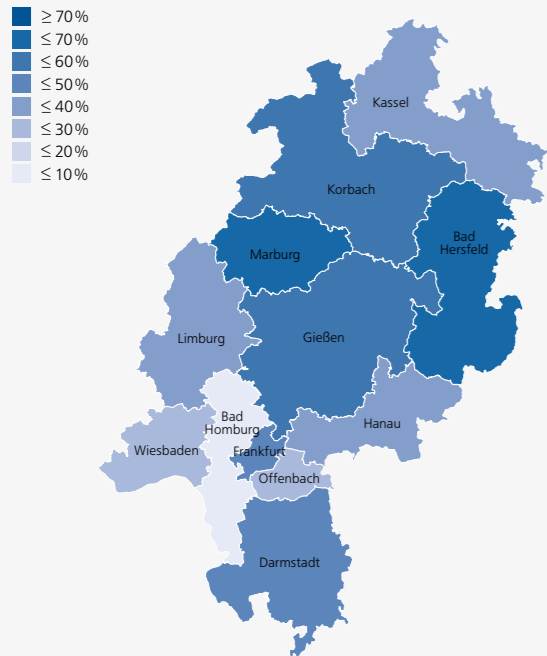 ≥ 70 %
≤ 70 %
≤ 60 %
≤ 50 %
≤ 40 %
≤ 30 %
≤ 20 %
≤ 10 %
Kassel
Korbach
Bad
Hersfeld
Marburg
Limburg
Gießen
Bad
Homburg
Hanau
Wiesbaden
Frankfurt
Offenbach
Darmstadt